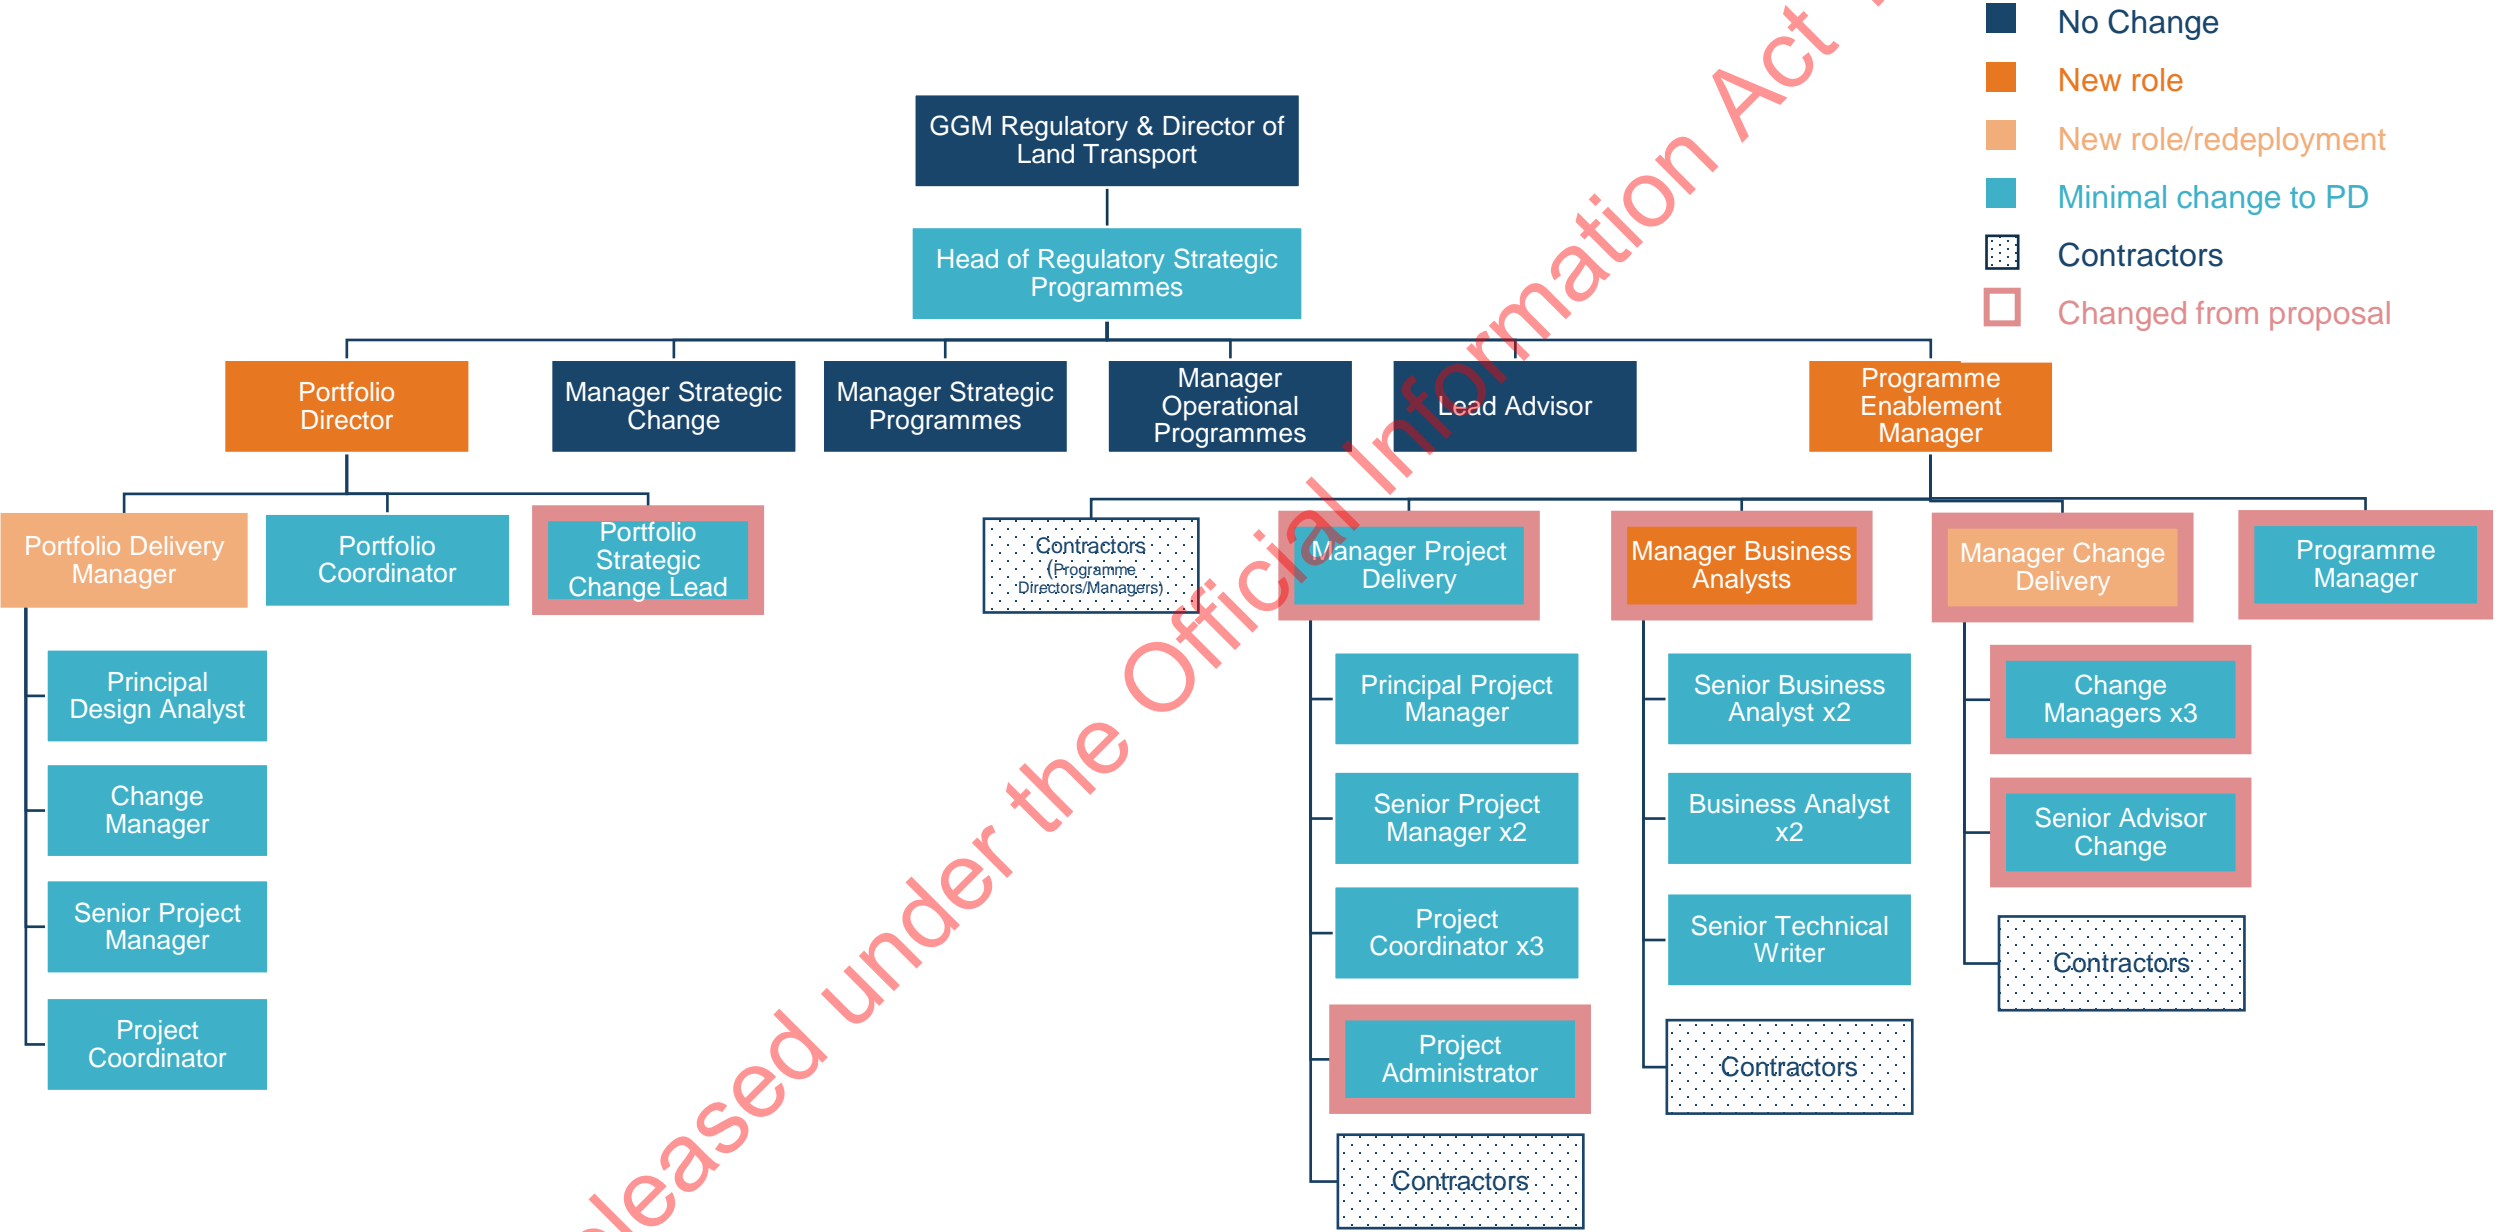 No Change
New role
New role/redeployment
Minimal change to PD
Contractors
Changed from proposal
GGM Regulatory & Director of
Land Transport
Head of Regulatory Strategic
Programmes
Portfolio
Director
Manager Strategic
Change
Manager Strategic
Programmes
Manager
Operational
Programmes
Lead Advisor
Programme
Enablement
Manager
Portfolio Delivery
Manager
Portfolio
Coordinator
Portfolio
Strategic
Change Lead
Contractors
(Programme
Directors/Managers)
Manager Project
Delivery
Manager Business
Analysts
Manager Change
Delivery
Programme
Manager
Principal
Design Analyst
Change
Manager
Senior Project
Manager
Project
Coordinator
Principal Project
Manager
Senior Project
Manager x2
Project
Coordinator x3
Project
Administrator
Contractors
Senior Business
Analyst x2
Business Analyst
x2
Senior Technical
Writer
Contractors
Change
Managers x3
Senior Advisor
Change
Contractors
under the Official Information Act